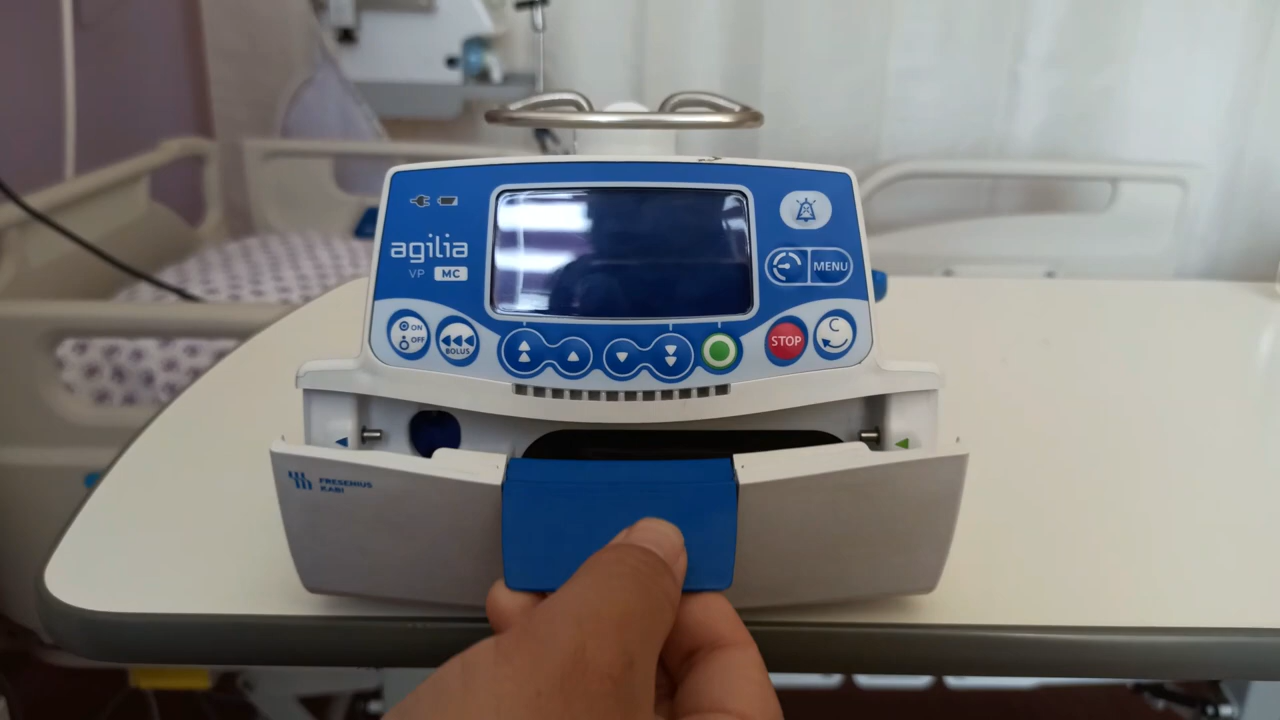 agilia
VP MC
MENU
ON
OFF
BOLUS
STOP
C
FRESENIUS
KABI